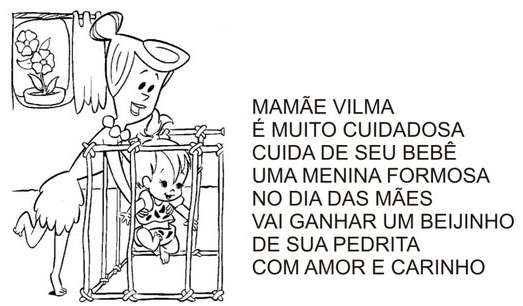 MAMÃE VILMA
É MUITO CUIDADOSA
CUIDA DE SEU BEBÊ
UMA MENINA FORMOSA
NO DIA DAS MÃES
VAI GANHAR UM BEIJINHO
DE SUA PEDRITA
COM AMOR E CARINHO